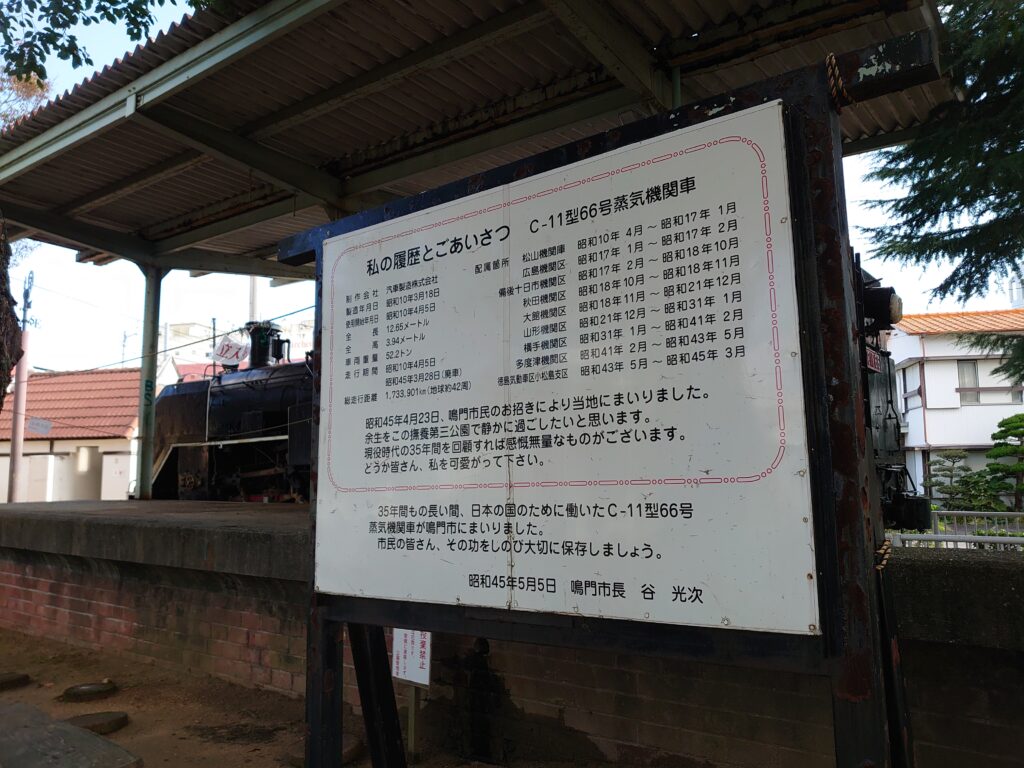 私の履歴とごあいさつ C-11型66号蒸気機関車
制作会社 汽車製造株式会社
製造年月日 昭和10年3月18日
使用開始年月日 昭和10年4月5日
全長 12.65メートル
全高 3.94メートル
車両重量 52.2トン
走行期間 昭和10年4月5日
昭和45年3月28日(廃車)
総走行距離 1,733,901km(地球約42周)
配属箇所 松山機関庫 昭和10年 4月～昭和17年 1月
広島機関区 昭和17年 1月～昭和17年 2月
備後十日市機関区 昭和17年 2月～昭和18年10月
秋田機関区 昭和18年10月～昭和18年11月
大館機関区 昭和18年11月～昭和21年12月
山形機関区 昭和21年12月～昭和31年 1月
横手機関区 昭和31年 1月～昭和41年 2月
多度津機関区 昭和41年 2月～昭和43年 5月
徳島気動車区小松島支区 昭和43年 5月～昭和45年 3月
昭和45年4月23日、鳴門市民のお招きにより当地にまいりました。
余生をこの撫養第三公園で静かに過ごしたいと思います。
現役時代の35年間を回顧すれば感慨無量なものがございます。
どうか皆さん、私を可愛がって下さい。
35年間もの長い間、日本の国のために働いたC-11型66号
蒸気機関車が鳴門市にまいりました。
市民の皆さん、その功をしのび大切に保存しましょう。
昭和45年5月5日 鳴門市長 谷 光次
立入